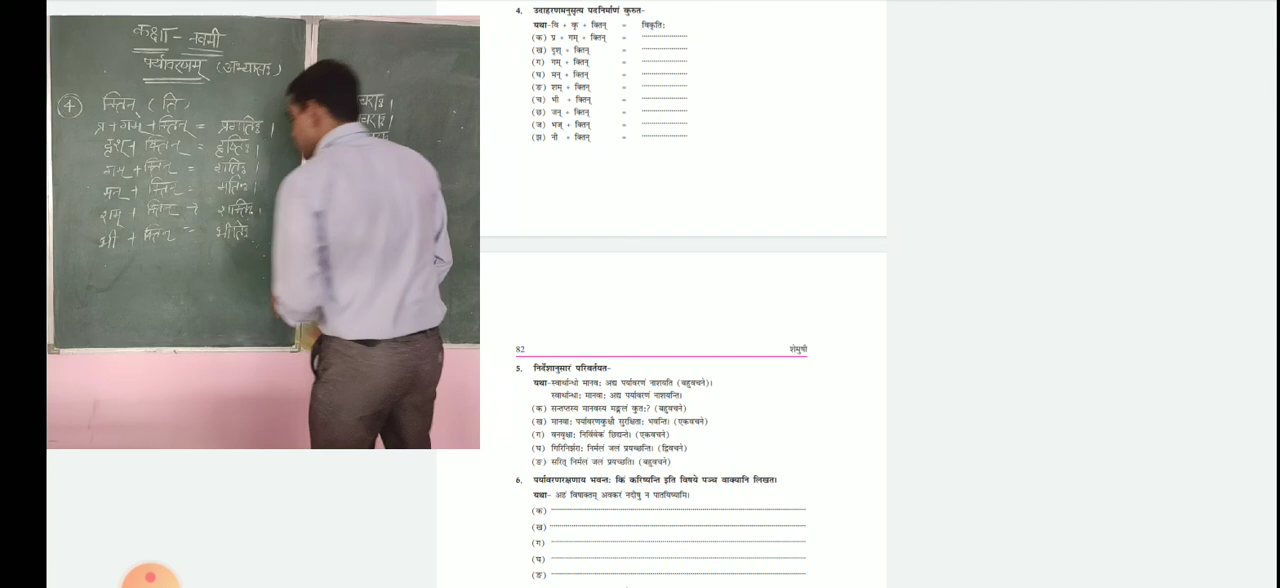 कक्षा - नवमी
पर्यावरणम् (अभ्यासः)
4 क्तिन् (ति)
प्र+गम्+क्तिन् = प्रगतिः।
दृश्+ क्तिन् = दृष्टिः।
गम् + क्तिन् = गतिः।
मन् + क्तिन् = मतिः।
शम् + क्तिन् = शान्तिः।
भी + क्तिन् = भीतिः
4. उदाहरणमनुसृत्य पदनिर्माणं कुरुत-
यथा-वि + कृ + क्तिन् = विकृतिः
(क) प्र + गम् + क्तिन् =
(ख) दृश् + क्तिन् =
(ग) गम् + क्तिन् =
(घ) मन् + क्तिन् =
(ङ) शम् + क्तिन् =
(च) भी + क्तिन् =
(छ) जन् + क्तिन् =
(ज) भज् + क्तिन् =
(झ) नी + क्तिन् =
82 शेमुषी
5. निर्देशानुसारं परिवर्तयत-
यथा-स्वार्थान्धो मानवः अद्य पर्यावरणं नाशयति (बहुवचने)।
स्वार्थान्धाः मानवाः अद्य पर्यावरणं नाशयन्ति।
(क) सन्तप्तस्य मानवस्य मङ्गलं कुतः? (बहुवचने)
(ख) मानवाः पर्यावरणकुक्षौ सुरक्षिताः भवन्ति। (एकवचने)
(ग) वनवृक्षाः निर्विवेकं छिद्यन्ते। (एकवचने)
(घ) गिरिनिर्झराः निर्मलं जलं प्रयच्छन्ति। (द्विवचने)
(ङ) सरित् निर्मलं जलं प्रयच्छति। (बहुवचने)
6. पर्यावरणरक्षणाय भवन्तः किं करिष्यन्ति इति विषये पञ्च वाक्यानि लिखत।
यथा- अहं विषाक्तम् अवकरं नदीषु न पातयिष्यामि।
(क)
(ख)
(ग)
(घ)
(ङ)